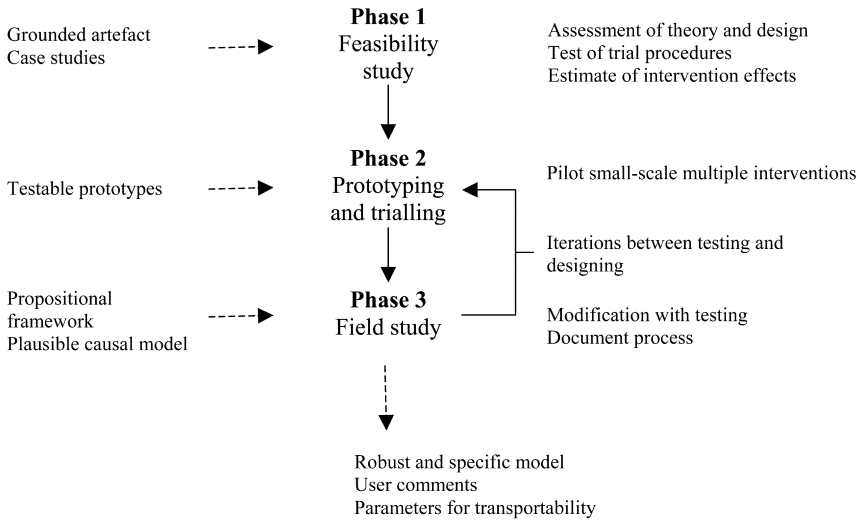 Phase 1
Feasibility
study
Grounded artefact
Case studies
Assessment of theory and design
Test of trial procedures
Estimate of intervention effects
Phase 2
Prototyping
and trialling
Testable prototypes
Pilot small-scale multiple interventions
Iterations between testing and
designing
Phase 3
Field study
Propositional
framework
Plausible causal model
Modification with testing
Document process
Robust and specific model
User comments
Parameters for transportability